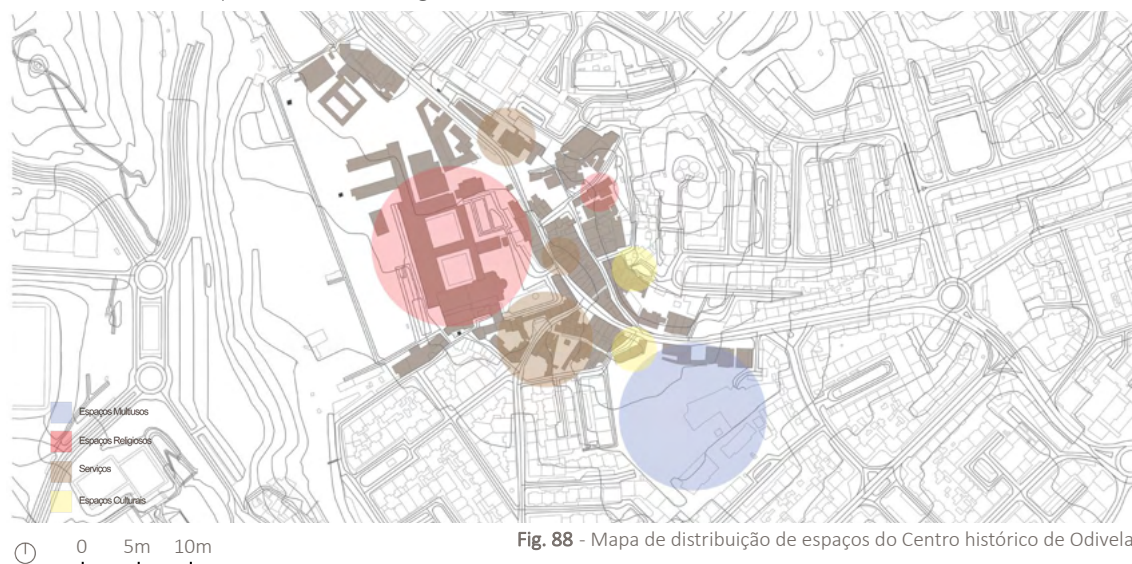 Espaços Multiusos
Espaços Religiosos
Serviços
Espaços Culturais
0 5m 10m
Fig. 88 - Mapa de distribuição de espaços do Centro histórico de Odivela